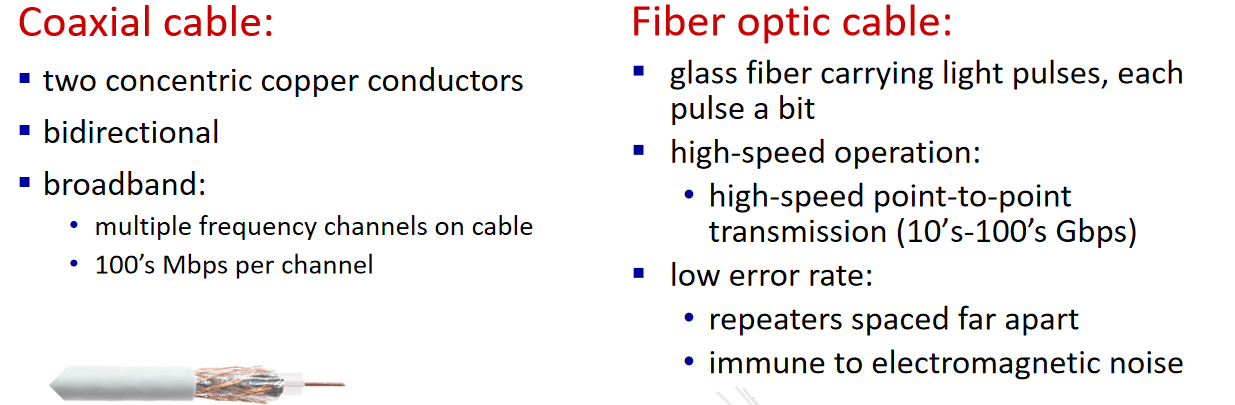 Coaxial cable:
▪ two concentric copper conductors
▪ bidirectional
▪ broadband:
• multiple frequency channels on cable
• 100’s Mbps per channel
Fiber optic cable:
▪ glass fiber carrying light pulses, each
pulse a bit
▪ high-speed operation:
• high-speed point-to-point
transmission (10’s-100’s Gbps)
▪ low error rate:
• repeaters spaced far apart
• immune to electromagnetic noise